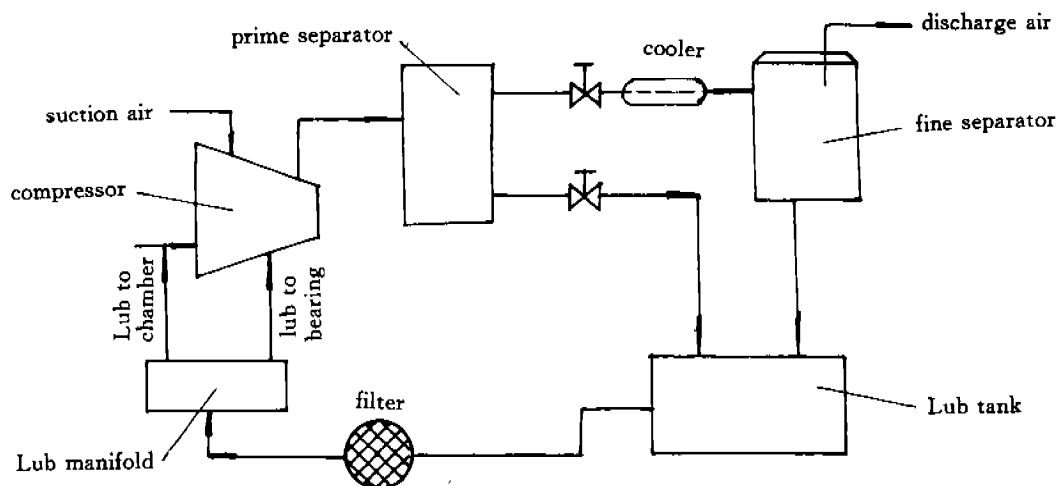 discharge air
prime separator
cooler
suction air
fine separator
compressor
Lub to
chamber
lub to
bearing
filter
Lub tank
Lub manifold